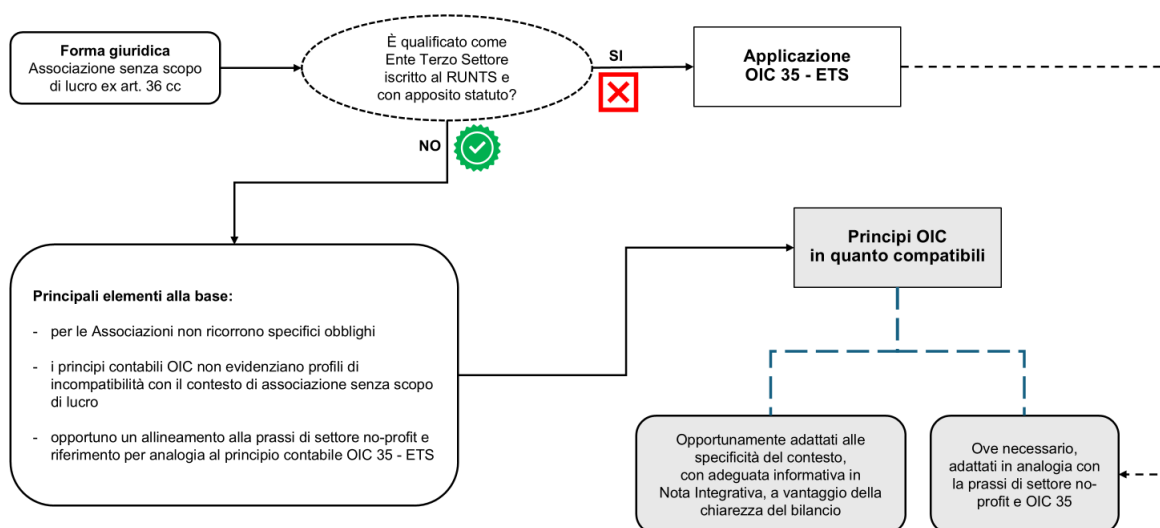 Forma giuridica
Associazione senza scopo
di lucro ex art. 36 cc
È qualificato come
Ente Terzo Settore
iscritto al RUNTS e
con apposito statuto?
SI
Applicazione
OIC 35 - ETS
NO
Principali elementi alla base:
- per le Associazioni non ricorrono specifici obblighi
- i principi contabili OIC non evidenziano profili di
incompatibilità con il contesto di associazione senza scopo
di lucro
- opportuno un allineamento alla prassi di settore no-profit e
riferimento per analogia al principio contabile OIC 35 - ETS
Principi OIC
in quanto compatibili
Opportunamente adattati alle
specificità del contesto,
con adeguata informativa in
Nota Integrativa, a vantaggio della
chiarezza del bilancio
Ove necessario,
adattati in analogia con
la prassi di settore no-
profit e OIC 35